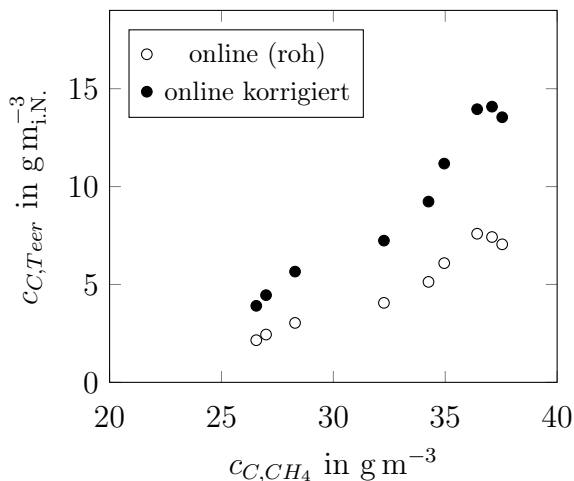 online (roh)
online korrigiert
15
10
5
0
20
25
30
35
40
c_{C,Teer} in g m_{i.N.}^{−3}
c_{C,CH_4} in g m^{−3}